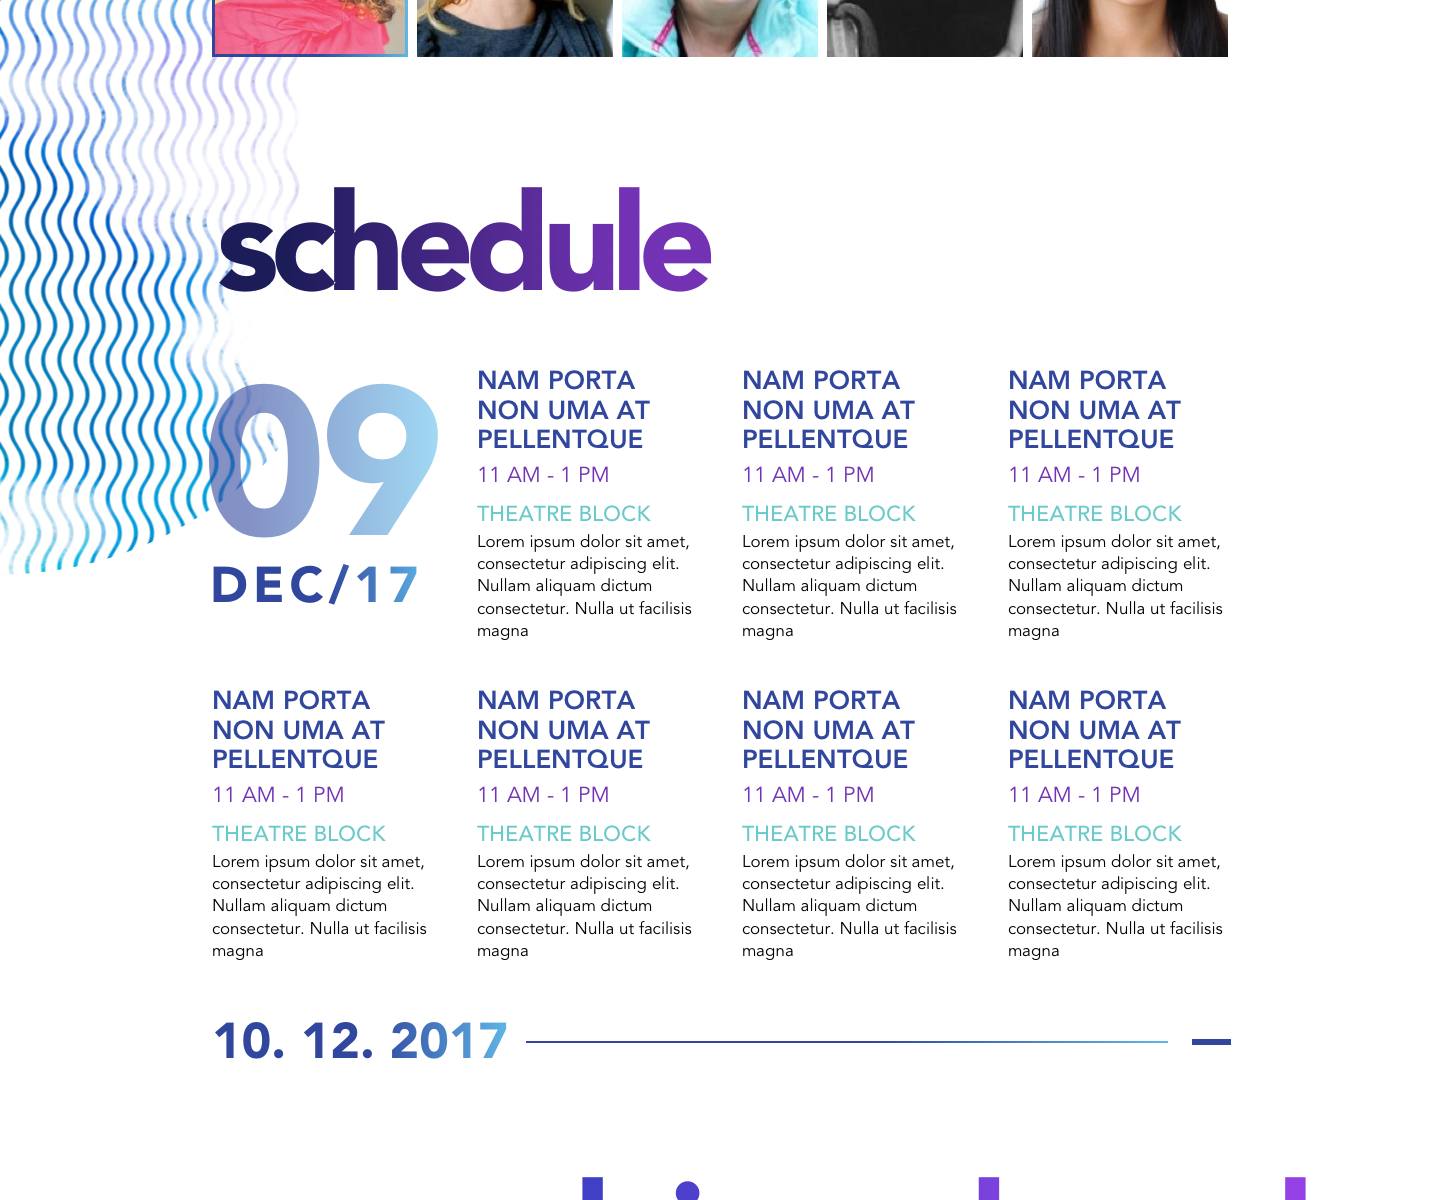 schedule
09
DEC/17
NAM PORTA
NON UMA AT
PELLENTQUE
11 AM - 1 PM
THEATRE BLOCK
Lorem ipsum dolor sit amet,
consectetur adipiscing elit.
Nullam aliquam dictum
consectetur. Nulla ut facilisis
magna
NAM PORTA
NON UMA AT
PELLENTQUE
11 AM - 1 PM
THEATRE BLOCK
Lorem ipsum dolor sit amet,
consectetur adipiscing elit.
Nullam aliquam dictum
consectetur. Nulla ut facilisis
magna
NAM PORTA
NON UMA AT
PELLENTQUE
11 AM - 1 PM
THEATRE BLOCK
Lorem ipsum dolor sit amet,
consectetur adipiscing elit.
Nullam aliquam dictum
consectetur. Nulla ut facilisis
magna
NAM PORTA
NON UMA AT
PELLENTQUE
11 AM - 1 PM
THEATRE BLOCK
Lorem ipsum dolor sit amet,
consectetur adipiscing elit.
Nullam aliquam dictum
consectetur. Nulla ut facilisis
magna
NAM PORTA
NON UMA AT
PELLENTQUE
11 AM - 1 PM
THEATRE BLOCK
Lorem ipsum dolor sit amet,
consectetur adipiscing elit.
Nullam aliquam dictum
consectetur. Nulla ut facilisis
magna
NAM PORTA
NON UMA AT
PELLENTQUE
11 AM - 1 PM
THEATRE BLOCK
Lorem ipsum dolor sit amet,
consectetur adipiscing elit.
Nullam aliquam dictum
consectetur. Nulla ut facilisis
magna
NAM PORTA
NON UMA AT
PELLENTQUE
11 AM - 1 PM
THEATRE BLOCK
Lorem ipsum dolor sit amet,
consectetur adipiscing elit.
Nullam aliquam dictum
consectetur. Nulla ut facilisis
magna
10. 12. 2017